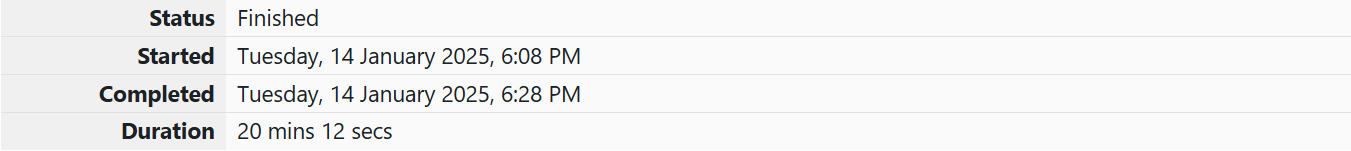 Status Finished
Started Tuesday, 14 January 2025, 6:08 PM
Completed Tuesday, 14 January 2025, 6:28 PM
Duration 20 mins 12 secs